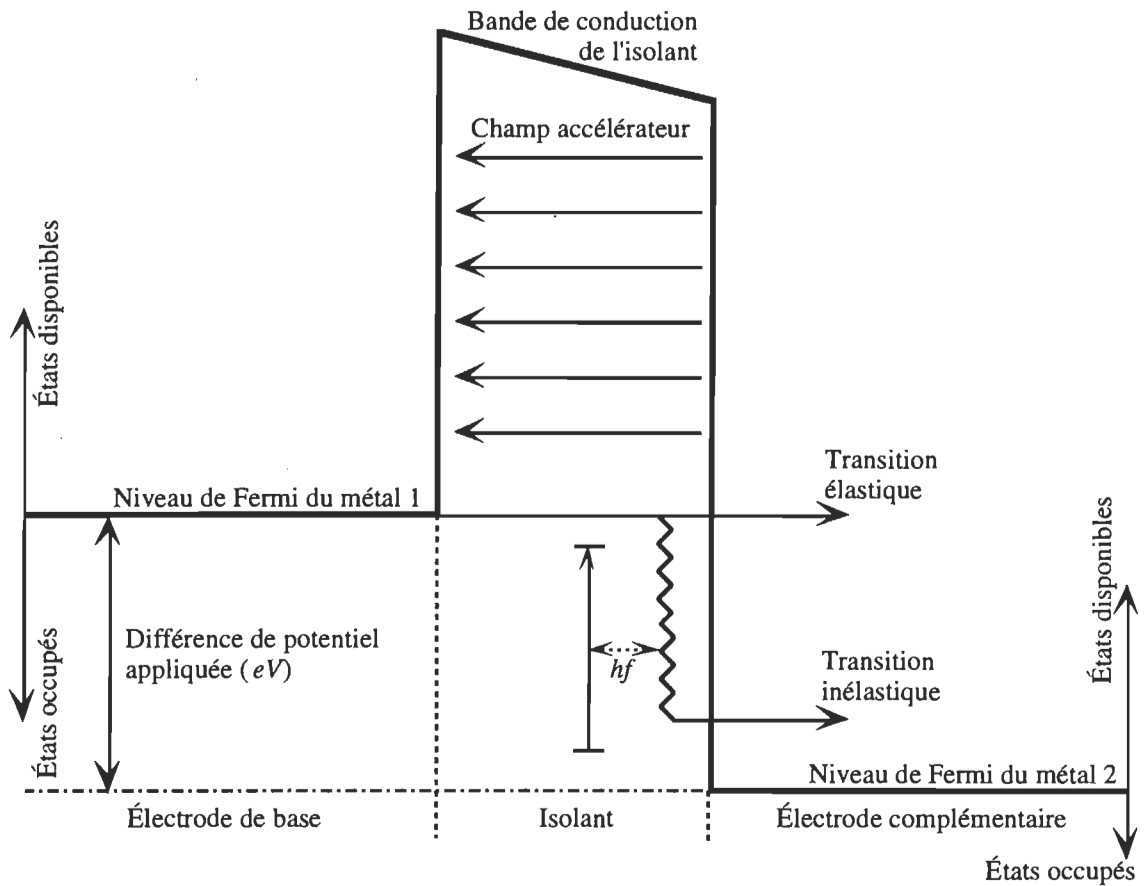 Bande de conduction
de l'isolant
Champ accélérateur
États disponibles
Transition
élastique
Niveau de Fermi du métal 1
États disponibles
Différence de potentiel
appliquée (eV)
hf
Transition
inélastique
États occupés
Niveau de Fermi du métal 2
Électrode de base
Isolant
Électrode complémentaire
États occupés